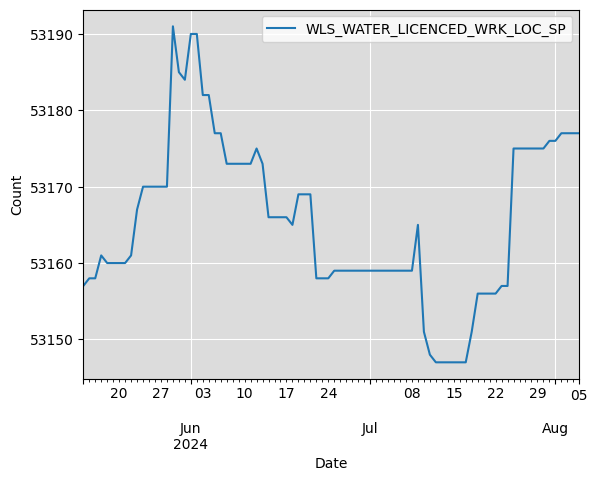 WLS_WATER_LICENCED_WRK_LOC_SP
53190
53180
53170
53160
53150
Count
20 27 03 10 17 24 08 15 22 29 05
Jun Jul Aug
2024
Date